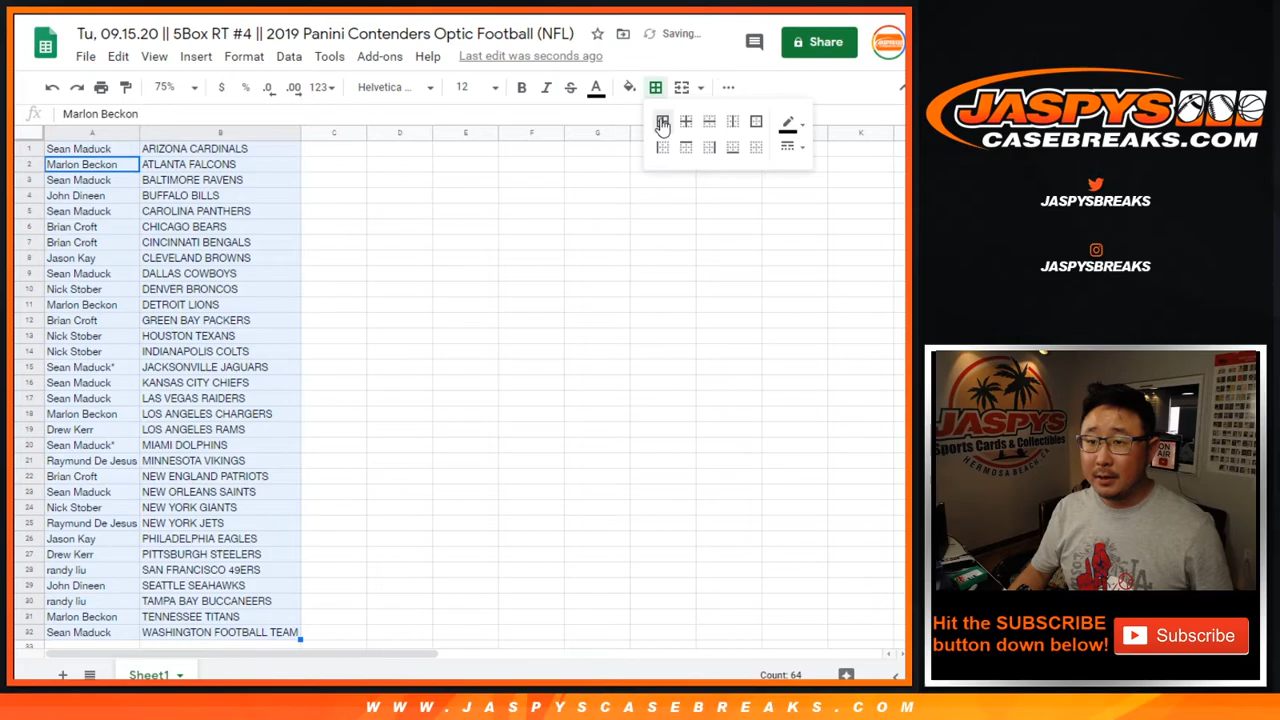 Tu, 09.15.20 || 5Box RT #4 || 2019 Panini Contenders Optic Football (NFL)
Saving...
Share
File Edit View Insert Format Data Tools Add-ons Help Last edit was seconds ago
75% $ % .0 .00 123 Helvetica ... 12 B I S A
fx Marlon Beckon
A B C D E F G H I J K
1 Sean Maduck ARIZONA CARDINALS
2 Marlon Beckon ATLANTA FALCONS
3 Sean Maduck BALTIMORE RAVENS
4 John Dineen BUFFALO BILLS
5 Sean Maduck CAROLINA PANTHERS
6 Brian Croft CHICAGO BEARS
7 Brian Croft CINCINNATI BENGALS
8 Jason Kay CLEVELAND BROWNS
9 Sean Maduck DALLAS COWBOYS
10 Nick Stober DENVER BRONCOS
11 Marlon Beckon DETROIT LIONS
12 Brian Croft GREEN BAY PACKERS
13 Nick Stober HOUSTON TEXANS
14 Nick Stober INDIANAPOLIS COLTS
15 Sean Maduck* JACKSONVILLE JAGUARS
16 Sean Maduck KANSAS CITY CHIEFS
17 Sean Maduck LAS VEGAS RAIDERS
18 Marlon Beckon LOS ANGELES CHARGERS
19 Drew Kerr LOS ANGELES RAMS
20 Sean Maduck* MIAMI DOLPHINS
21 Raymund De Jesus MINNESOTA VIKINGS
22 Brian Croft NEW ENGLAND PATRIOTS
23 Sean Maduck NEW ORLEANS SAINTS
24 Nick Stober NEW YORK GIANTS
25 Raymund De Jesus NEW YORK JETS
26 Jason Kay PHILADELPHIA EAGLES
27 Drew Kerr PITTSBURGH STEELERS
28 randy liu SAN FRANCISCO 49ERS
29 John Dineen SEATTLE SEAHAWKS
30 randy liu TAMPA BAY BUCCANEERS
31 Marlon Beckon TENNESSEE TITANS
32 Sean Maduck WASHINGTON FOOTBALL TEAM
33
Sheet1
Count: 64
JASPYS
CASEBREAKS.COM
JASPYSBREAKS
JASPYSBREAKS
JASPYS
Sports Cards & Collectibles
HERMOSA BEACH, CA
ON AIR
Hit the SUBSCRIBE
button down below!
Subscribe
WWW.JASPYSCASEBREAKS.COM